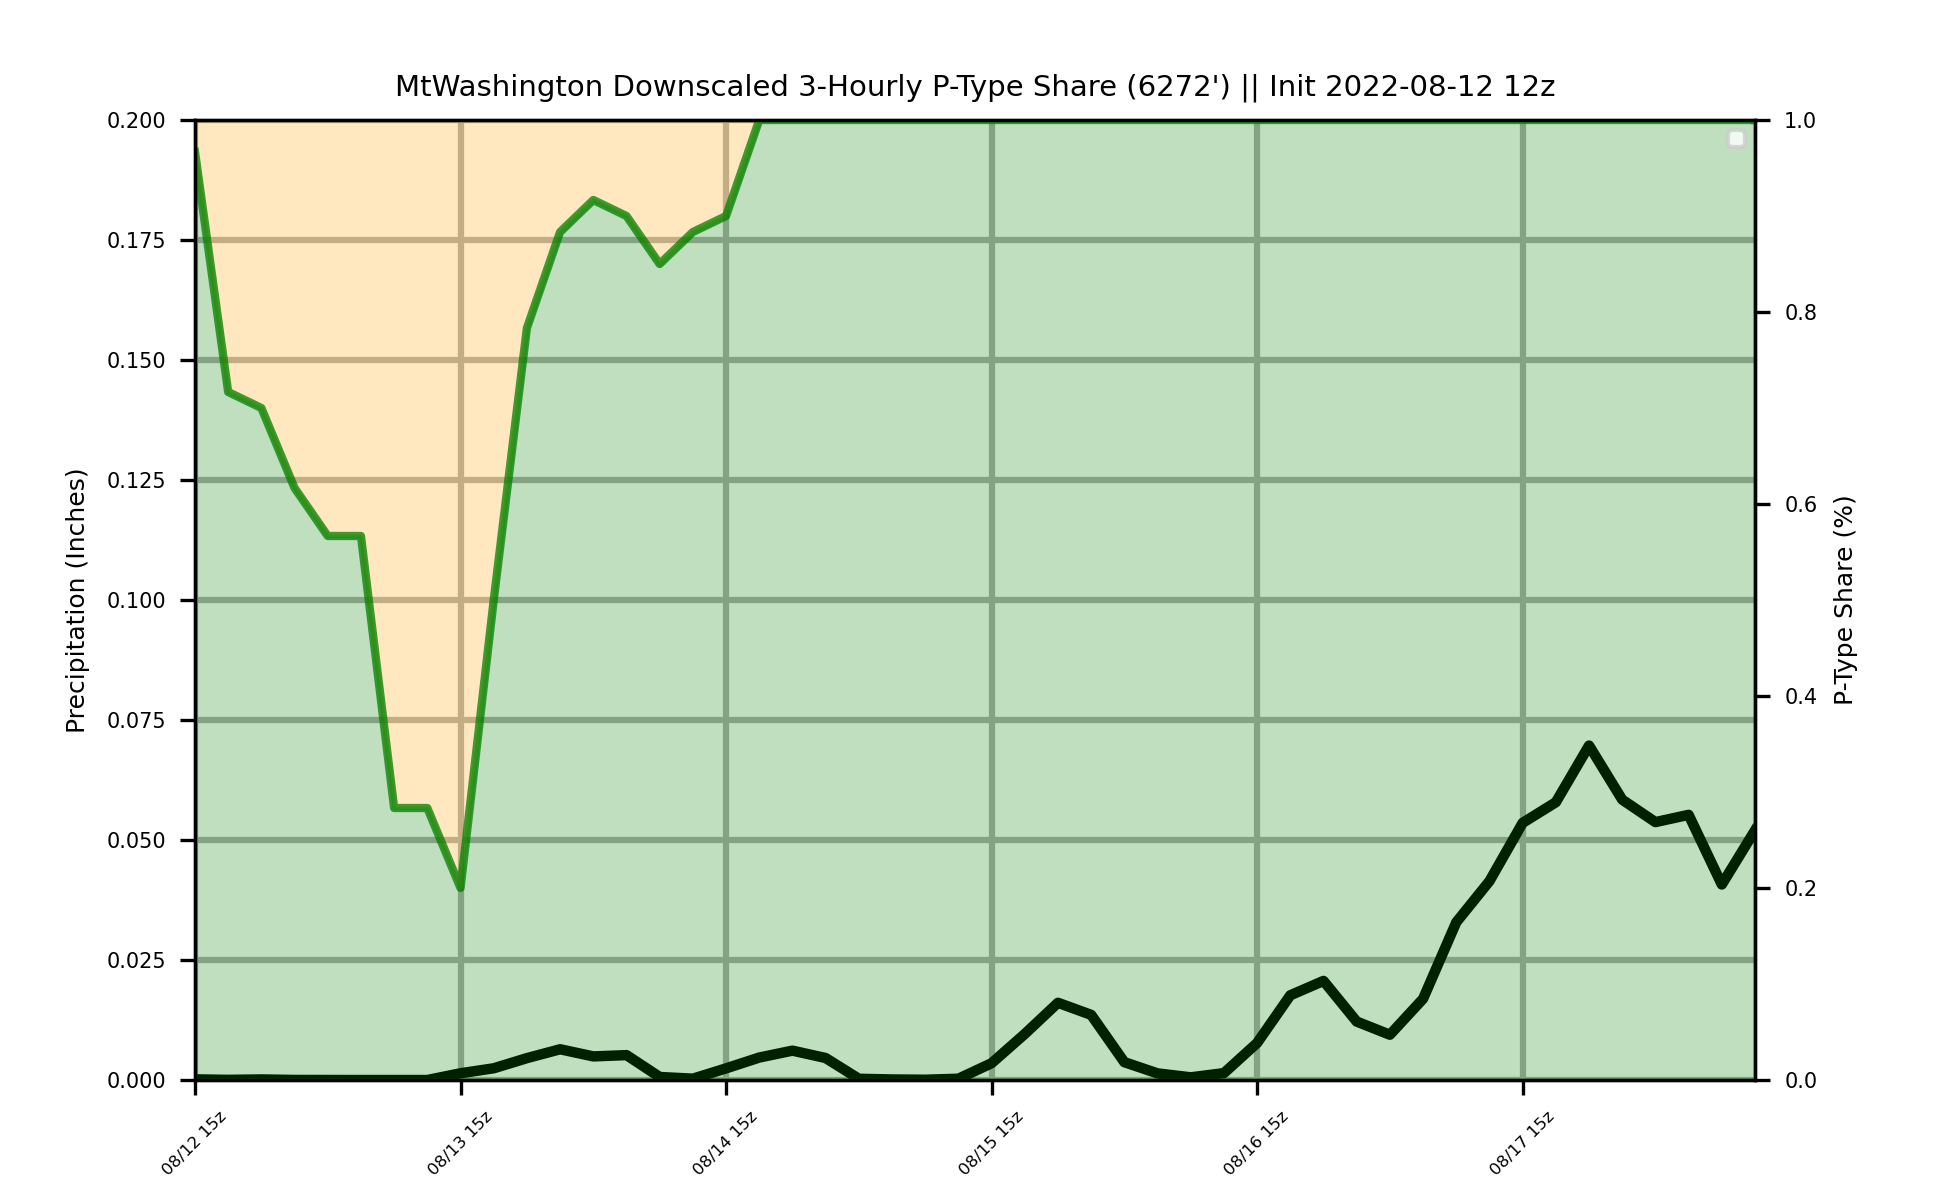 MtWashington Downscaled 3-Hourly P-Type Share (6272') || Init 2022-08-12 12z
0.200
0.175
0.150
0.125
0.100
0.075
0.050
0.025
0.000
Precipitation (Inches)
1.0
0.8
0.6
0.4
0.2
0.0
P-Type Share (%)
08/12 15z
08/13 15z
08/14 15z
08/15 15z
08/16 15z
08/17 15z